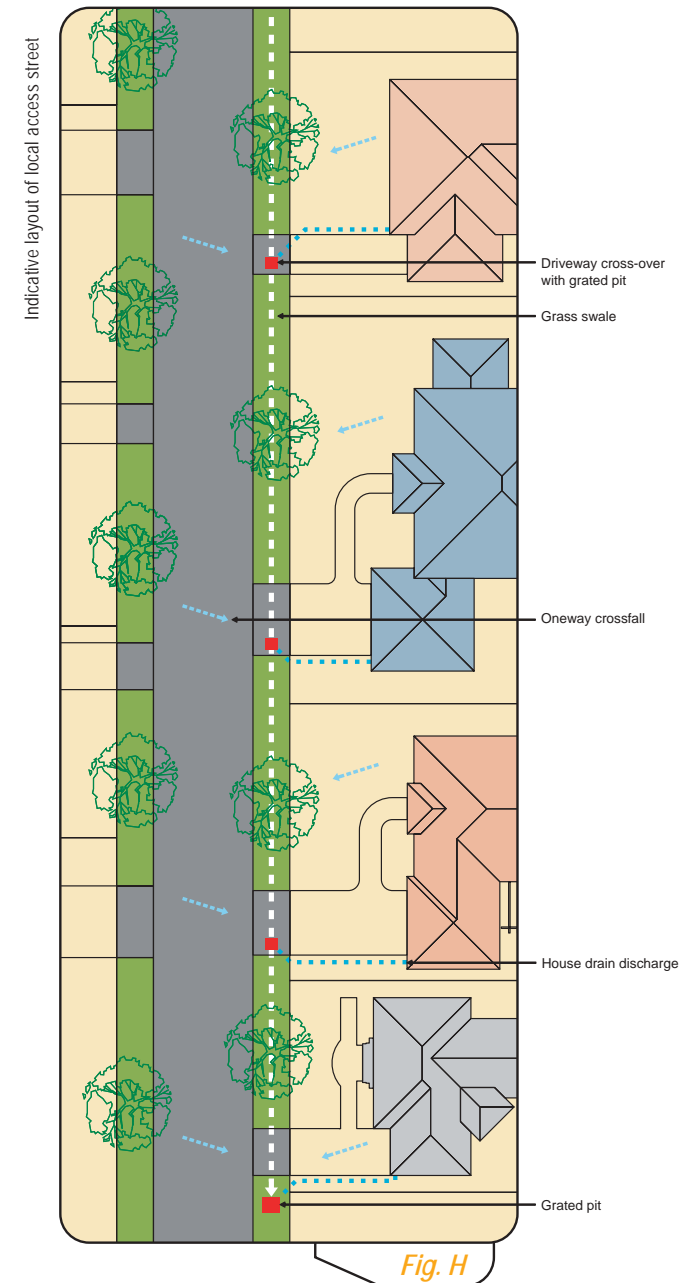 Indicative layout of local access street
Driveway cross-over
with grated pit
Grass swale
Oneway crossfall
House drain discharge
Grated pit
Fig. H